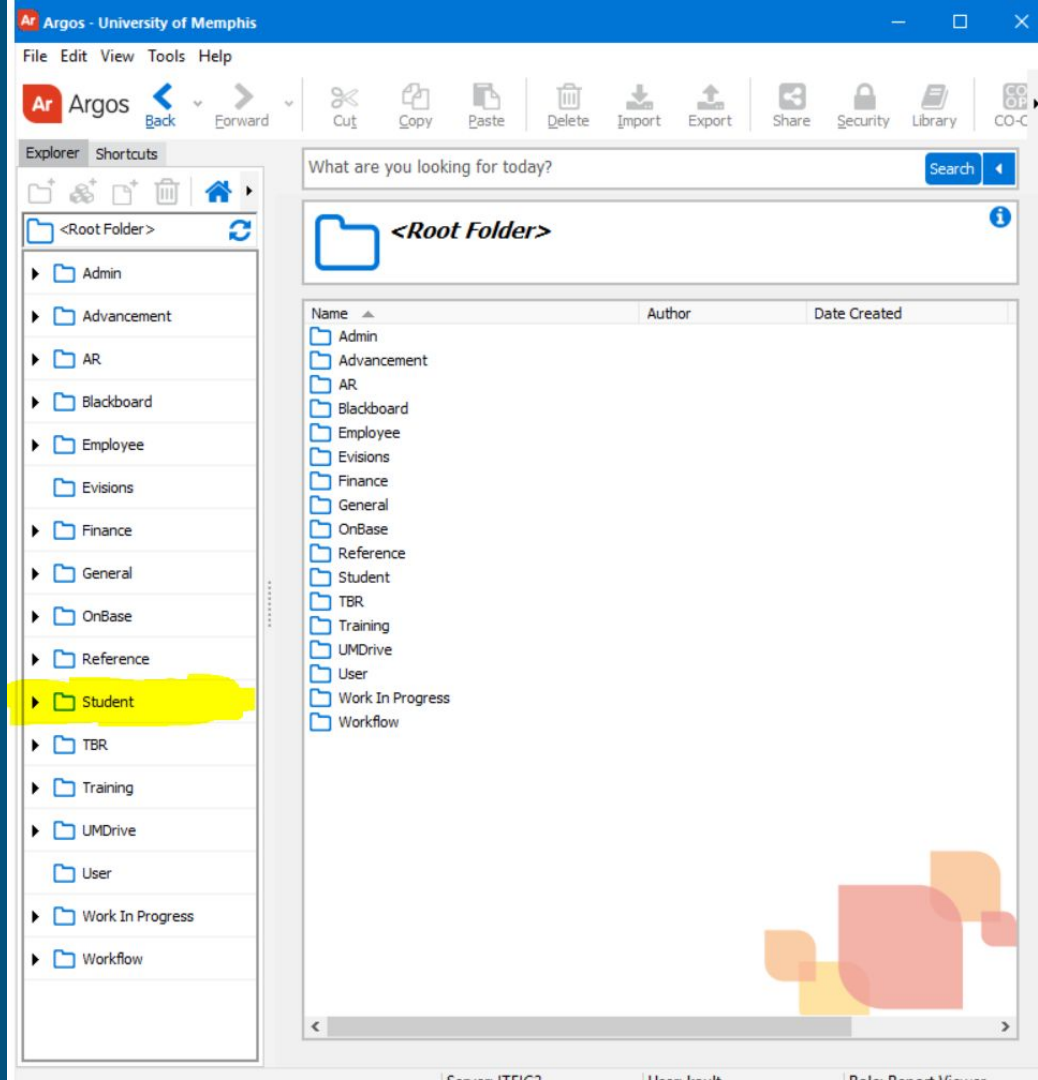 Ar Argos - University of Memphis
File Edit View Tools Help
Ar Argos Back Forward Cut Copy Paste Delete Import Export Share Security Library CO-C
Explorer Shortcuts
What are you looking for today? Search
<Root Folder>
Admin
Advancement
AR
Blackboard
Employee
Evisions
Finance
General
OnBase
Reference
Student
TBR
Training
UMDrive
User
Work In Progress
Workflow
<Root Folder>
Name Author Date Created
Admin
Advancement
AR
Blackboard
Employee
Evisions
Finance
General
OnBase
Reference
Student
TBR
Training
UMDrive
User
Work In Progress
Workflow